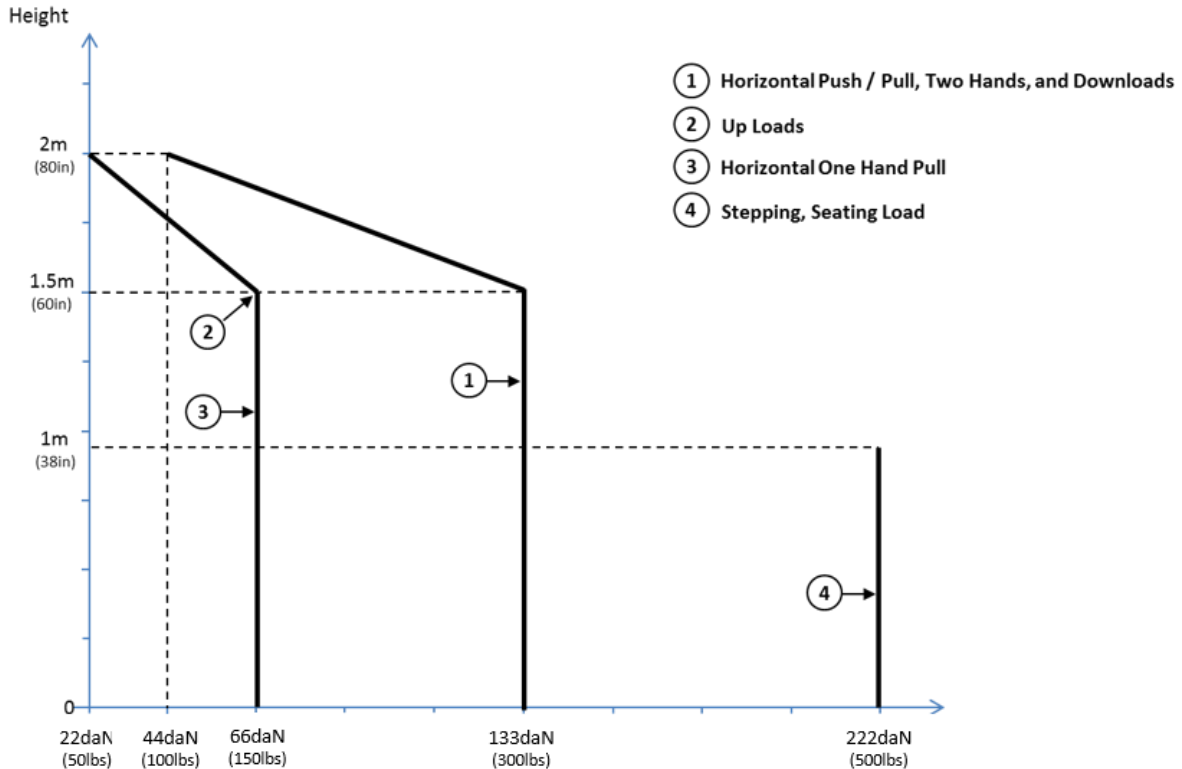 Height
1 Horizontal Push / Pull, Two Hands, and Downloads
2 Up Loads
3 Horizontal One Hand Pull
4 Stepping, Seating Load
2m
(80in)
1.5m
(60in)
2
1
3
1m
(38in)
4
0
22daN 44daN 66daN 133daN 222daN
(50lbs) (100lbs) (150lbs) (300lbs) (500lbs)